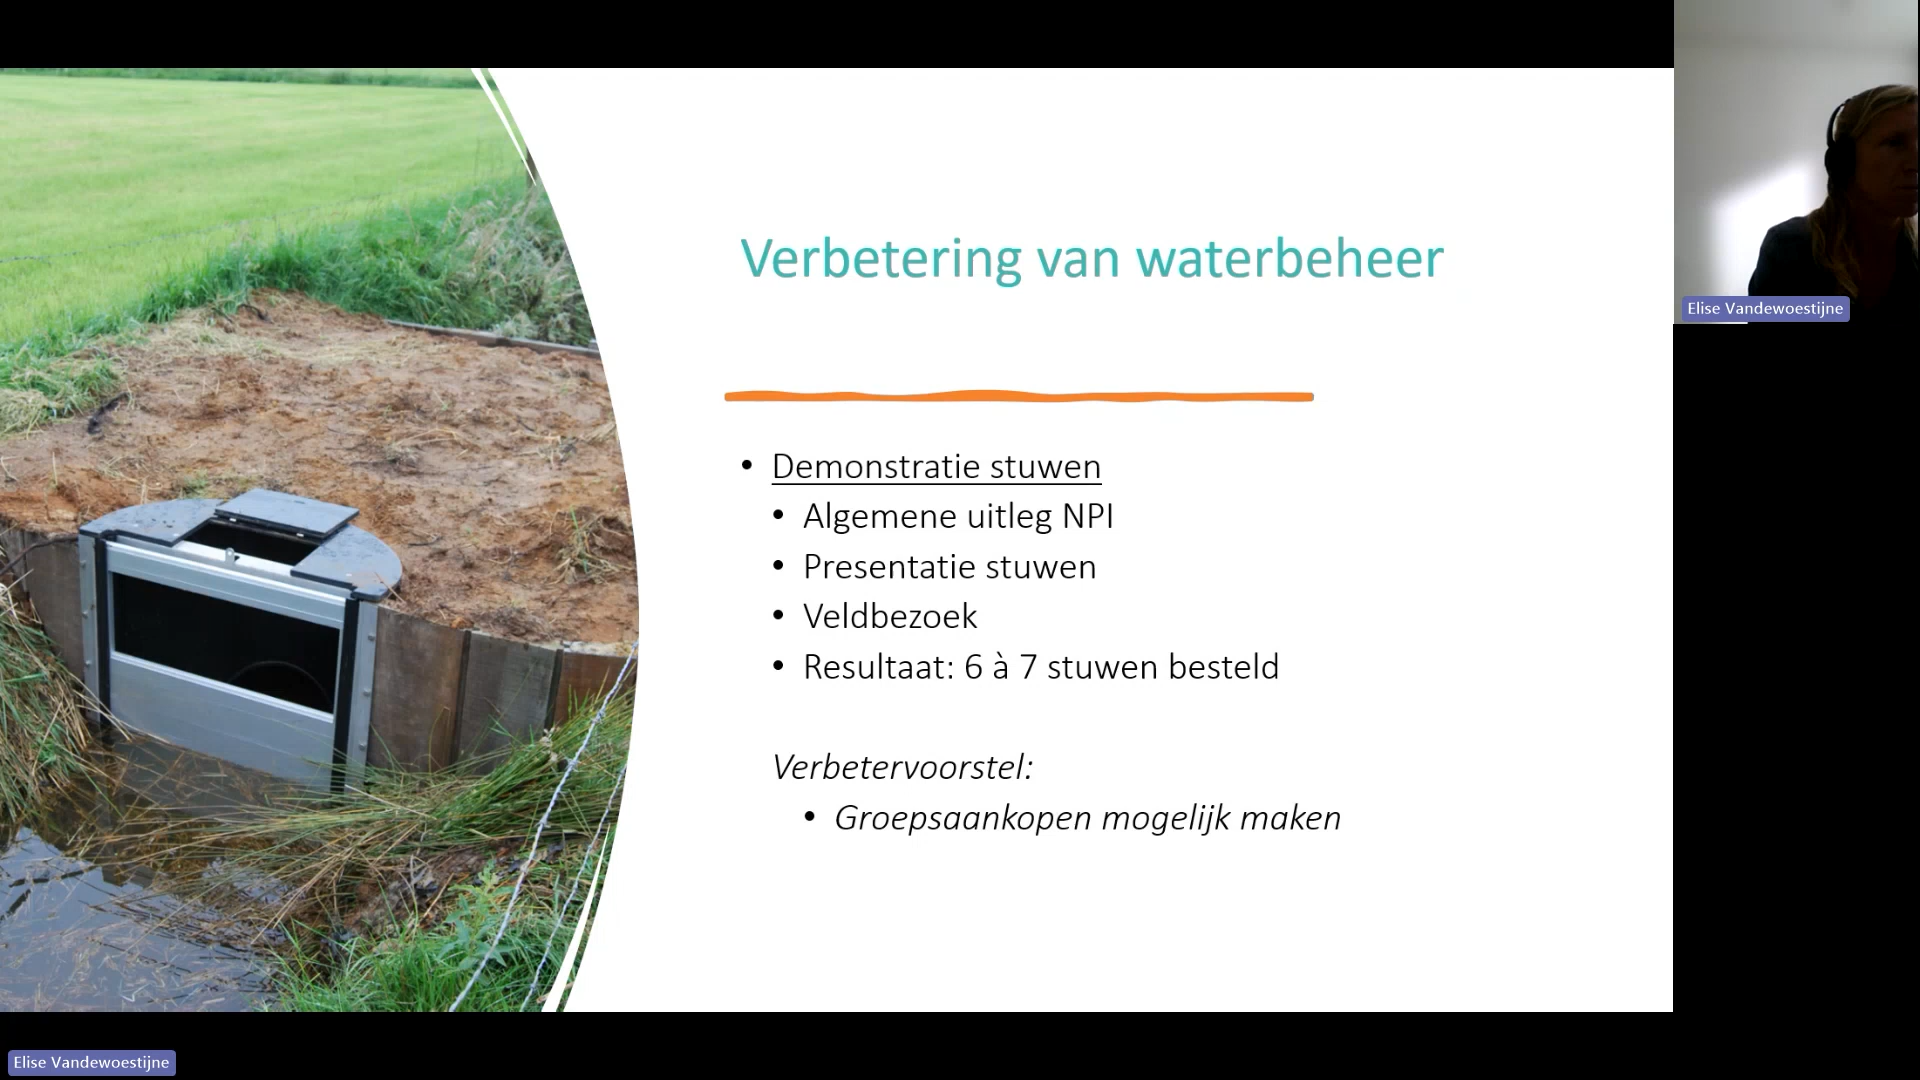 Verbetering van waterbeheer
• Demonstratie stuwen
• Algemene uitleg NPI
• Presentatie stuwen
• Veldbezoek
• Resultaat: 6 à 7 stuwen besteld
Verbetervoorstel:
• Groepsaankopen mogelijk maken
Elise Vandewoestijne
Elise Vandewoestijne